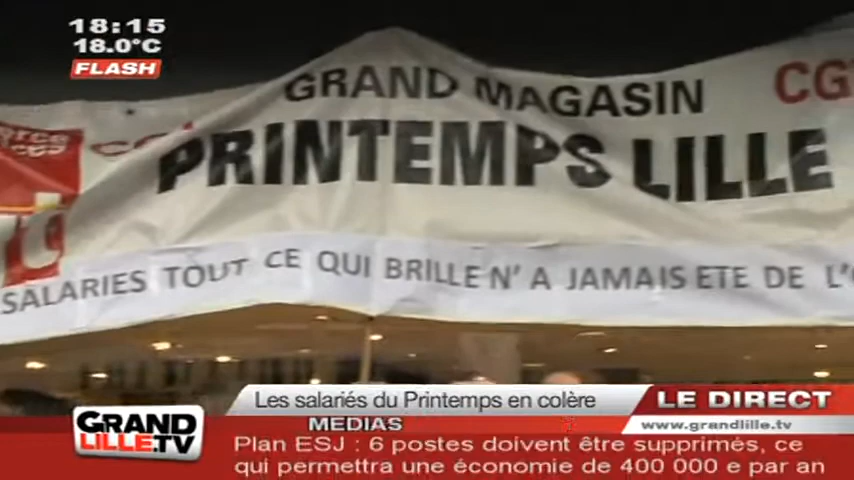 18:15
18.0°C
FLASH
GRAND MAGASIN
PRINTEMPS LILLE
SALARIES TOUT CE QUI BRILLE N' A JAMAIS ETE DE L'
Les salariés du Printemps en colère
LE DIRECT
GRAND
LILLE.TV
MEDIAS
www.grandlille.tv
Plan ESJ : 6 postes doivent être supprimés, ce
qui permettra une économie de 400 000 e par an